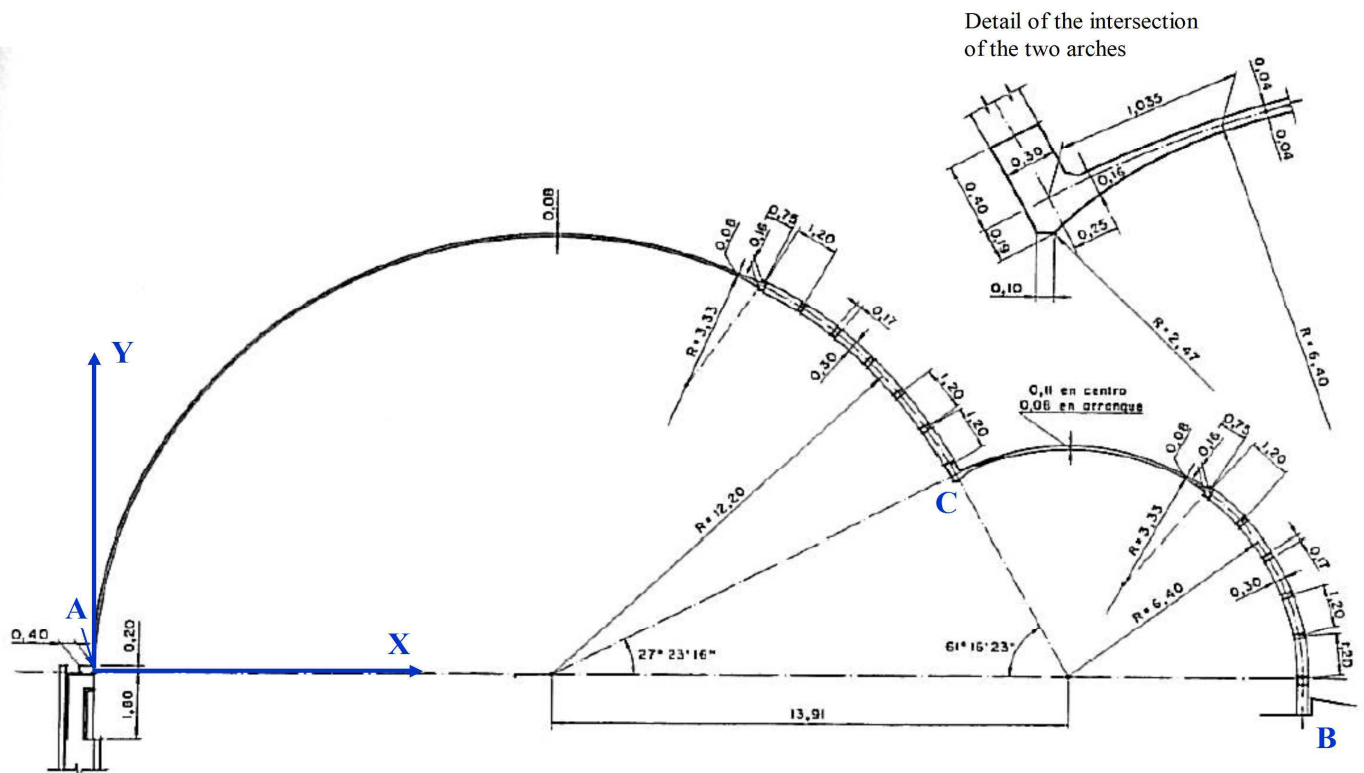 Detail of the intersection
of the two arches
0,04
1,035
0,04
0,30
0,16
0,40
0,19
0,25
0,10
R=2,47
R=6,40
0,08
0,08
0,16
0,75
1,20
R=3,33
0,17
0,30
1,20
1,20
R=12,20
0,11 en centro
0,08 en arranque
0,08
0,16
0,75
1,20
R=3,33
0,17
0,30
1,20
1,20
R=6,40
Y
C
A
X
0,40
0,20
1,80
27° 23'16"
61° 16'23"
13,91
B